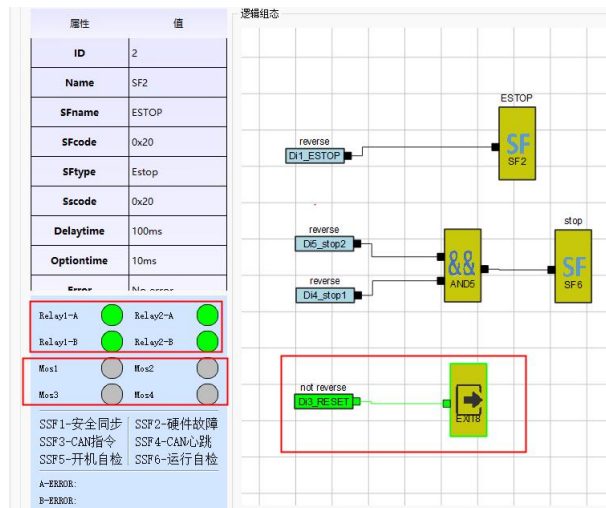 属性 值
ID 2
Name SF2
SFname ESTOP
SFcode 0x20
SFtype Estop
Sscode 0x20
Delaytime 100ms
Optiontime 10ms
Error No error
Relay1-A Relay2-A
Relay1-B Relay2-B
Mos1 Mos2
Mos3 Mos4
SSF1-安全同步 SSF2-硬件故障
SSF3-CAN指令 SSF4-CAN心跳
SSF5-开机自检 SSF6-运行自检
A-ERROR:
B-ERROR:
逻辑组态
ESTOP
reverse
Di1_ESTOP
SF
SF2
reverse
Di5_stop2
reverse
Di4_stop1
&&
AND5
stop
SF
SF6
not reverse
Di3_RESET
EXIT8